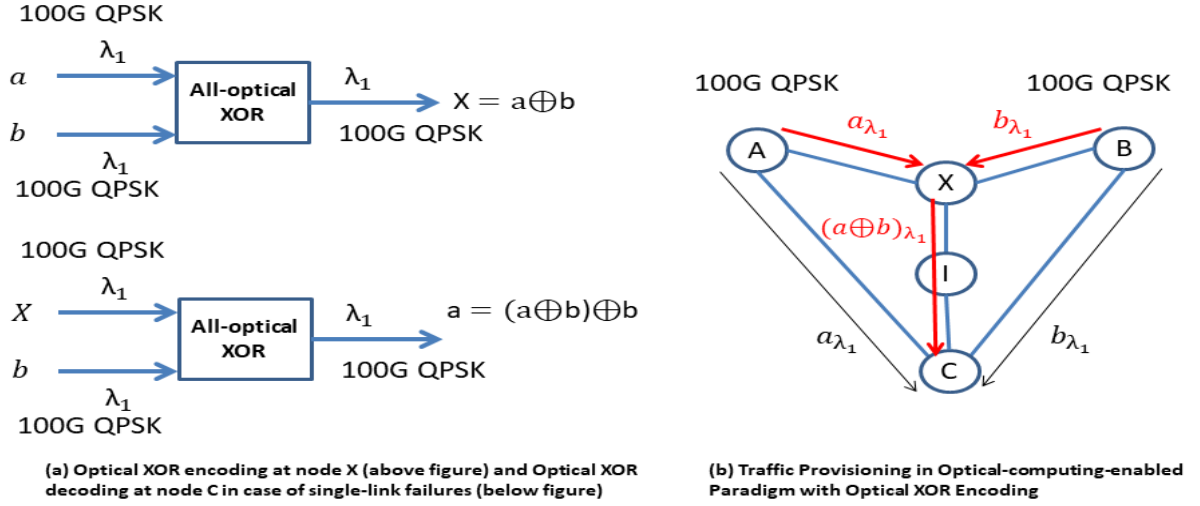 100G QPSK
λ1
a
All-optical
XOR
λ1
X = a⊕b
100G QPSK
b
λ1
100G QPSK
100G QPSK
λ1
X
All-optical
XOR
λ1
a = (a⊕b)⊕b
100G QPSK
b
λ1
100G QPSK
(a) Optical XOR encoding at node X (above figure) and Optical XOR
decoding at node C in case of single-link failures (below figure)
100G QPSK
100G QPSK
aλ1
bλ1
A
B
X
(a⊕b)λ1
I
aλ1
bλ1
C
(b) Traffic Provisioning in Optical-computing-enabled
Paradigm with Optical XOR Encoding